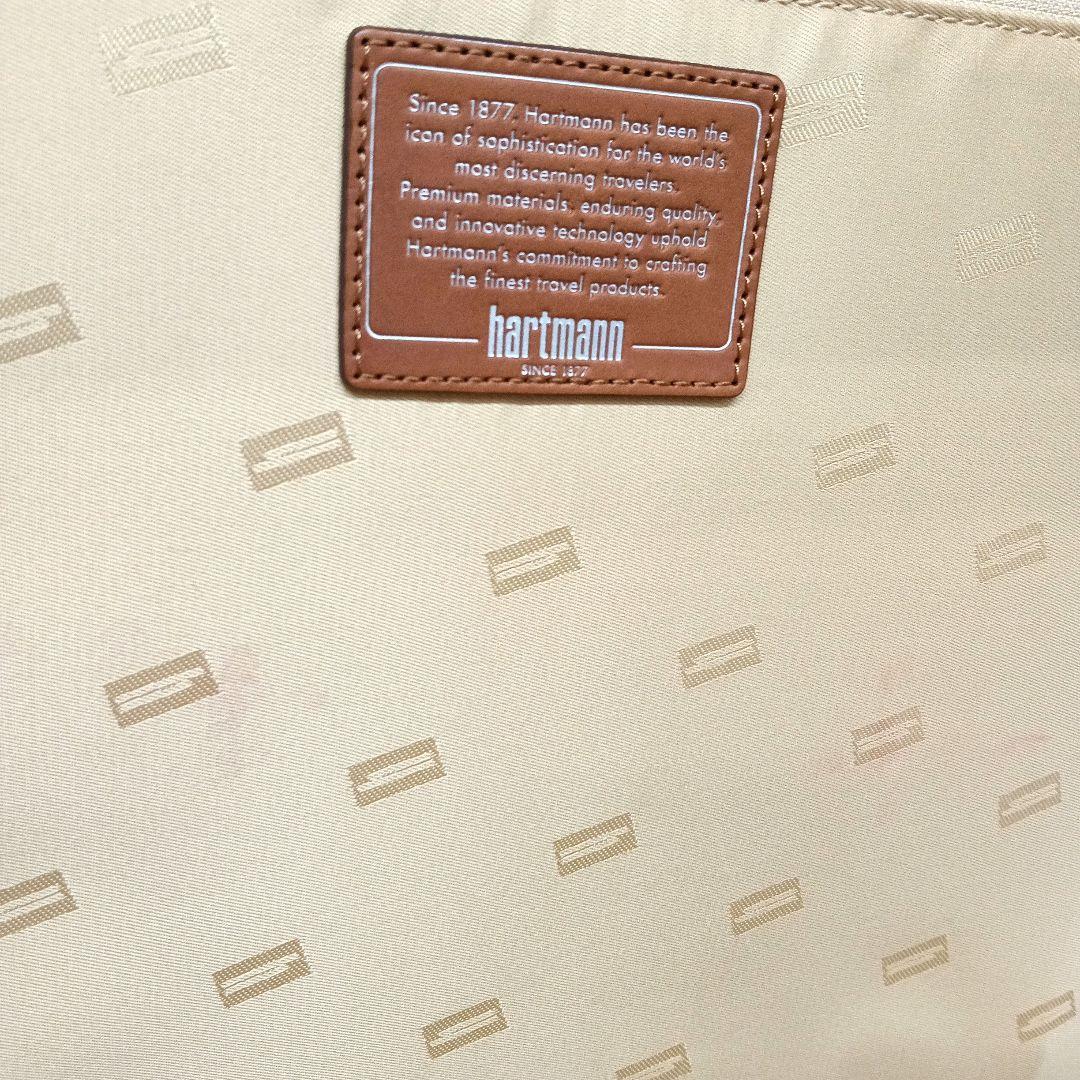 Since 1877, Hartmann has been the
icon of sophistication for the world's
most discerning travelers.
Premium materials, enduring quality,
and innovative technology uphold
Hartmann's commitment to crafting
the finest travel products.
hartmann
SINCE 1877